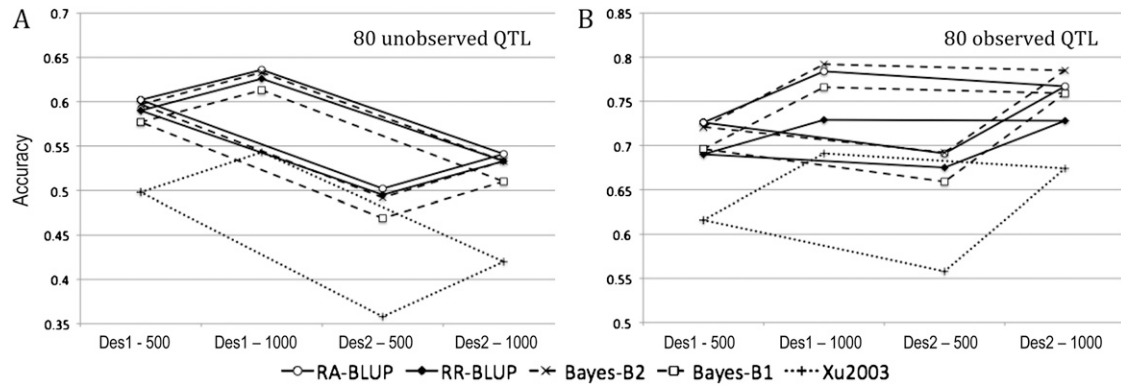 A
80 unobserved QTL
Accuracy
0.7
0.65
0.6
0.55
0.5
0.45
0.4
0.35
Des1 - 500
Des1 – 1000
Des2 – 500
Des2 – 1000
B
80 observed QTL
0.85
0.8
0.75
0.7
0.65
0.6
0.55
0.5
Des1 - 500
Des1 – 1000
Des2 – 500
Des2 – 1000
RA-BLUP RR-BLUP Bayes-B2 Bayes-B1 Xu2003